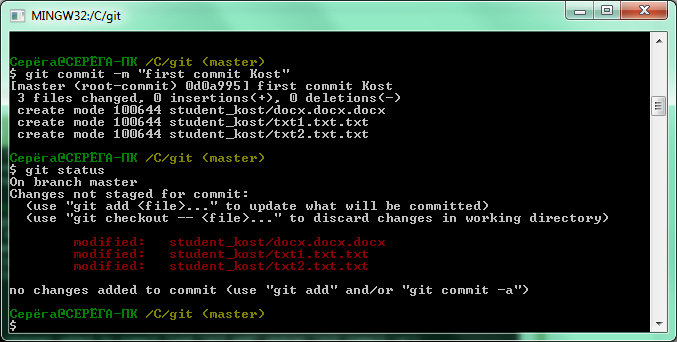 MINGW32:/C/git
Серёга@СЕРЁГА-ПК /C/git (master)
$ git commit -m "first commit Kost"
[master (root-commit) 0d0a995] first commit Kost
 3 files changed, 0 insertions(+), 0 deletions(-)
 create mode 100644 student_kost/docx.docx.docx
 create mode 100644 student_kost/txt1.txt.txt
 create mode 100644 student_kost/txt2.txt.txt
Серёга@СЕРЁГА-ПК /C/git (master)
$ git status
On branch master
Changes not staged for commit:
  (use "git add <file>..." to update what will be committed)
  (use "git checkout -- <file>..." to discard changes in working directory)
        modified:   student_kost/docx.docx.docx
        modified:   student_kost/txt1.txt.txt
        modified:   student_kost/txt2.txt.txt
no changes added to commit (use "git add" and/or "git commit -a")
Серёга@СЕРЁГА-ПК /C/git (master)
$